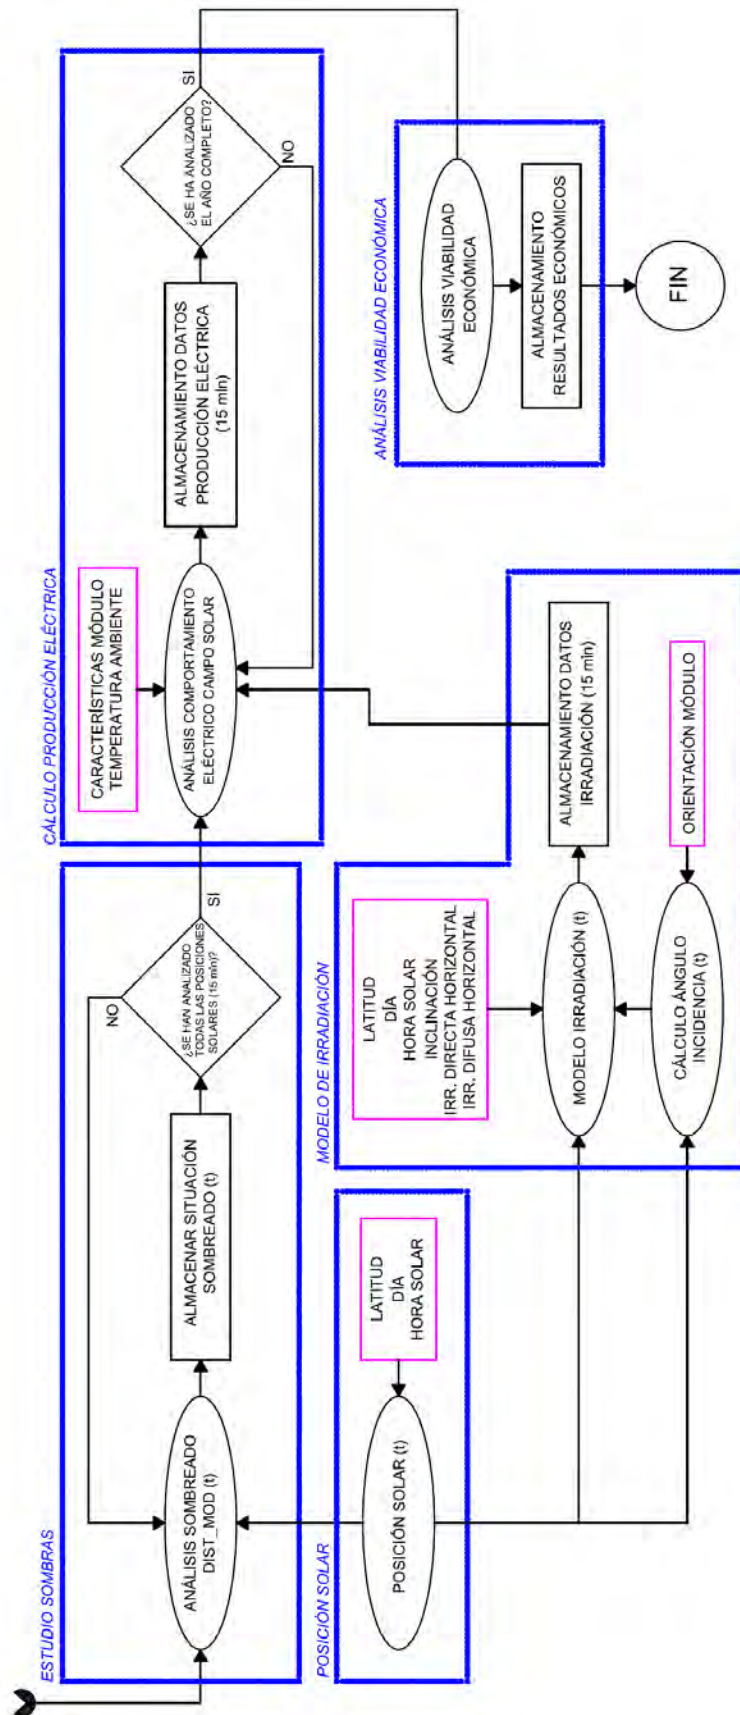 ESTUDIO SOMBRAS
ANÁLISIS SOMBREADO
DIST_MOD (t)
ALMACENAR SITUACIÓN
SOMBREADO (t)
¿SE HAN ANALIZADO
TODAS LAS POSICIONES
SOLARES (15 min)?
NO
SI
CÁLCULO PRODUCCIÓN ELÉCTRICA
CARACTERÍSTICAS MÓDULO
TEMPERATURA AMBIENTE
ANÁLISIS COMPORTAMIENTO
ELÉCTRICO CAMPO SOLAR
ALMACENAMIENTO DATOS
PRODUCCIÓN ELÉCTRICA
(15 min)
¿SE HA ANALIZADO
EL AÑO COMPLETO?
SI
NO
POSICIÓN SOLAR
POSICIÓN SOLAR (t)
LATITUD
DÍA
HORA SOLAR
MODELO DE IRRADIACIÓN
LATITUD
DÍA
HORA SOLAR
INCLINACIÓN
IRR. DIRECTA HORIZONTAL
IRR. DIFUSA HORIZONTAL
MODELO IRRADIACIÓN (t)
ALMACENAMIENTO DATOS
IRRADIACIÓN (15 min)
CÁLCULO ÁNGULO
INCIDENCIA (t)
ORIENTACIÓN MÓDULO
ANÁLISIS VIABILIDAD ECONÓMICA
ANÁLISIS VIABILIDAD
ECONÓMICA
ALMACENAMIENTO
RESULTADOS ECONÓMICOS
FIN